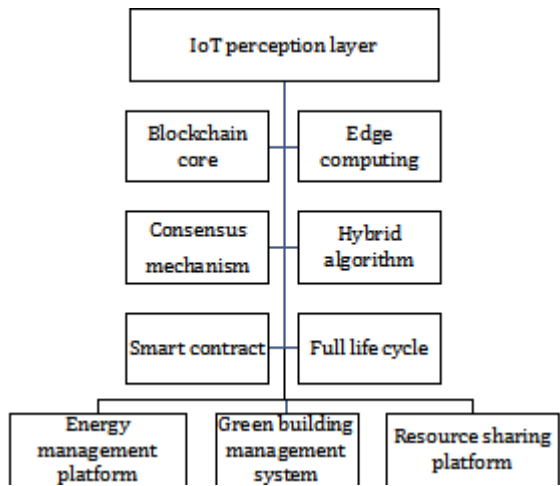 IoT perception layer
Blockchain
core
Edge
computing
Consensus
mechanism
Hybrid
algorithm
Smart contract
Full life cycle
Energy
management
platform
Green building
management
system
Resource sharing
platform